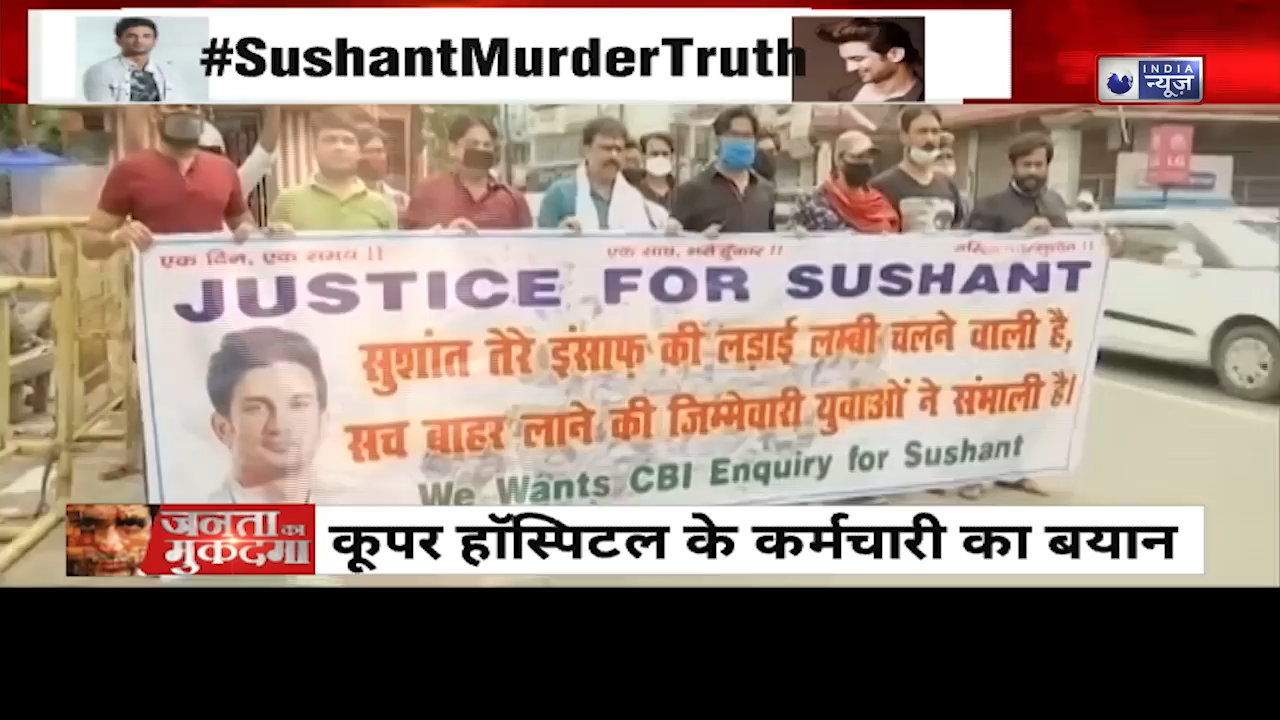 #SushantMurderTruth
INDIA
न्यूज़
LG
एक दिन, एक समय !!
एक साथ, भरो हुँकार !!
JUSTICE FOR SUSHANT
सुशांत तेरे इंसाफ़ की लड़ाई लम्बी चलने वाली है,
सच बाहर लाने की जिम्मेवारी युवाओं ने संभाली है।
We Wants CBI Enquiry for Sushant
जनता का
मुकदमा
कूपर हॉस्पिटल के कर्मचारी का बयान